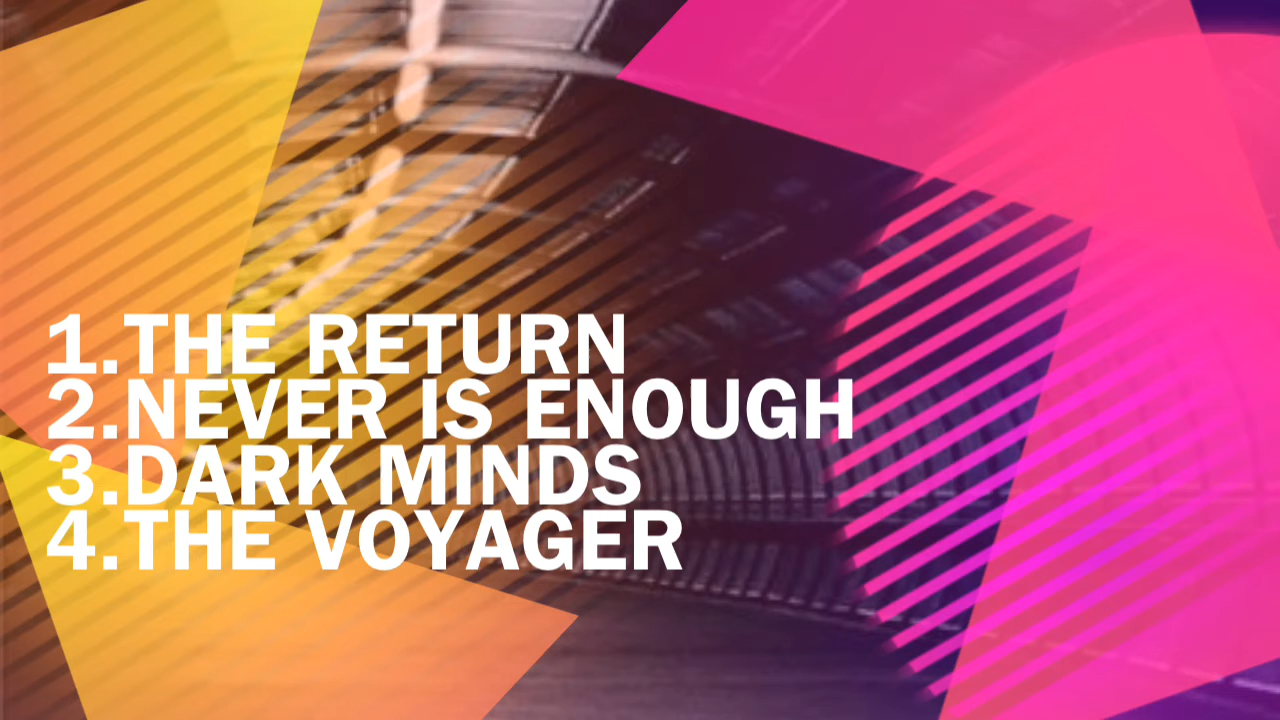 1.THE RETURN
2.NEVER IS ENOUGH
3.DARK MINDS
4.THE VOYAGER